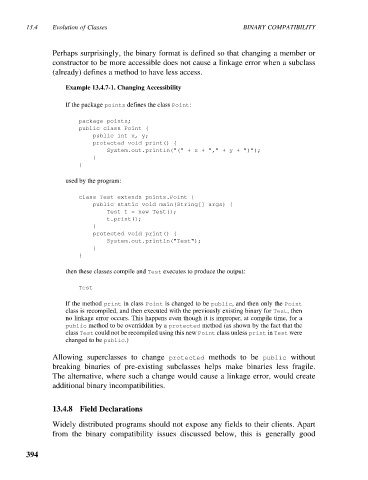 13.4 Evolution of Classes BINARY COMPATIBILITY
Perhaps surprisingly, the binary format is defined so that changing a member or
constructor to be more accessible does not cause a linkage error when a subclass
(already) defines a method to have less access.
Example 13.4.7-1. Changing Accessibility
If the package points defines the class Point:
package points;
public class Point {
public int x, y;
protected void print() {
System.out.println("(" + x + "," + y + ")");
}
}
used by the program:
class Test extends points.Point {
public static void main(String[] args) {
Test t = new Test();
t.print();
}
protected void print() {
System.out.println("Test");
}
}
then these classes compile and Test executes to produce the output:
Test
If the method print in class Point is changed to be public, and then only the Point
class is recompiled, and then executed with the previously existing binary for Test, then
no linkage error occurs. This happens even though it is improper, at compile time, for a
public method to be overridden by a protected method (as shown by the fact that the
class Test could not be recompiled using this new Point class unless print in Test were
changed to be public.)
Allowing superclasses to change protected methods to be public without
breaking binaries of pre-existing subclasses helps make binaries less fragile.
The alternative, where such a change would cause a linkage error, would create
additional binary incompatibilities.
13.4.8 Field Declarations
Widely distributed programs should not expose any fields to their clients. Apart
from the binary compatibility issues discussed below, this is generally good
394